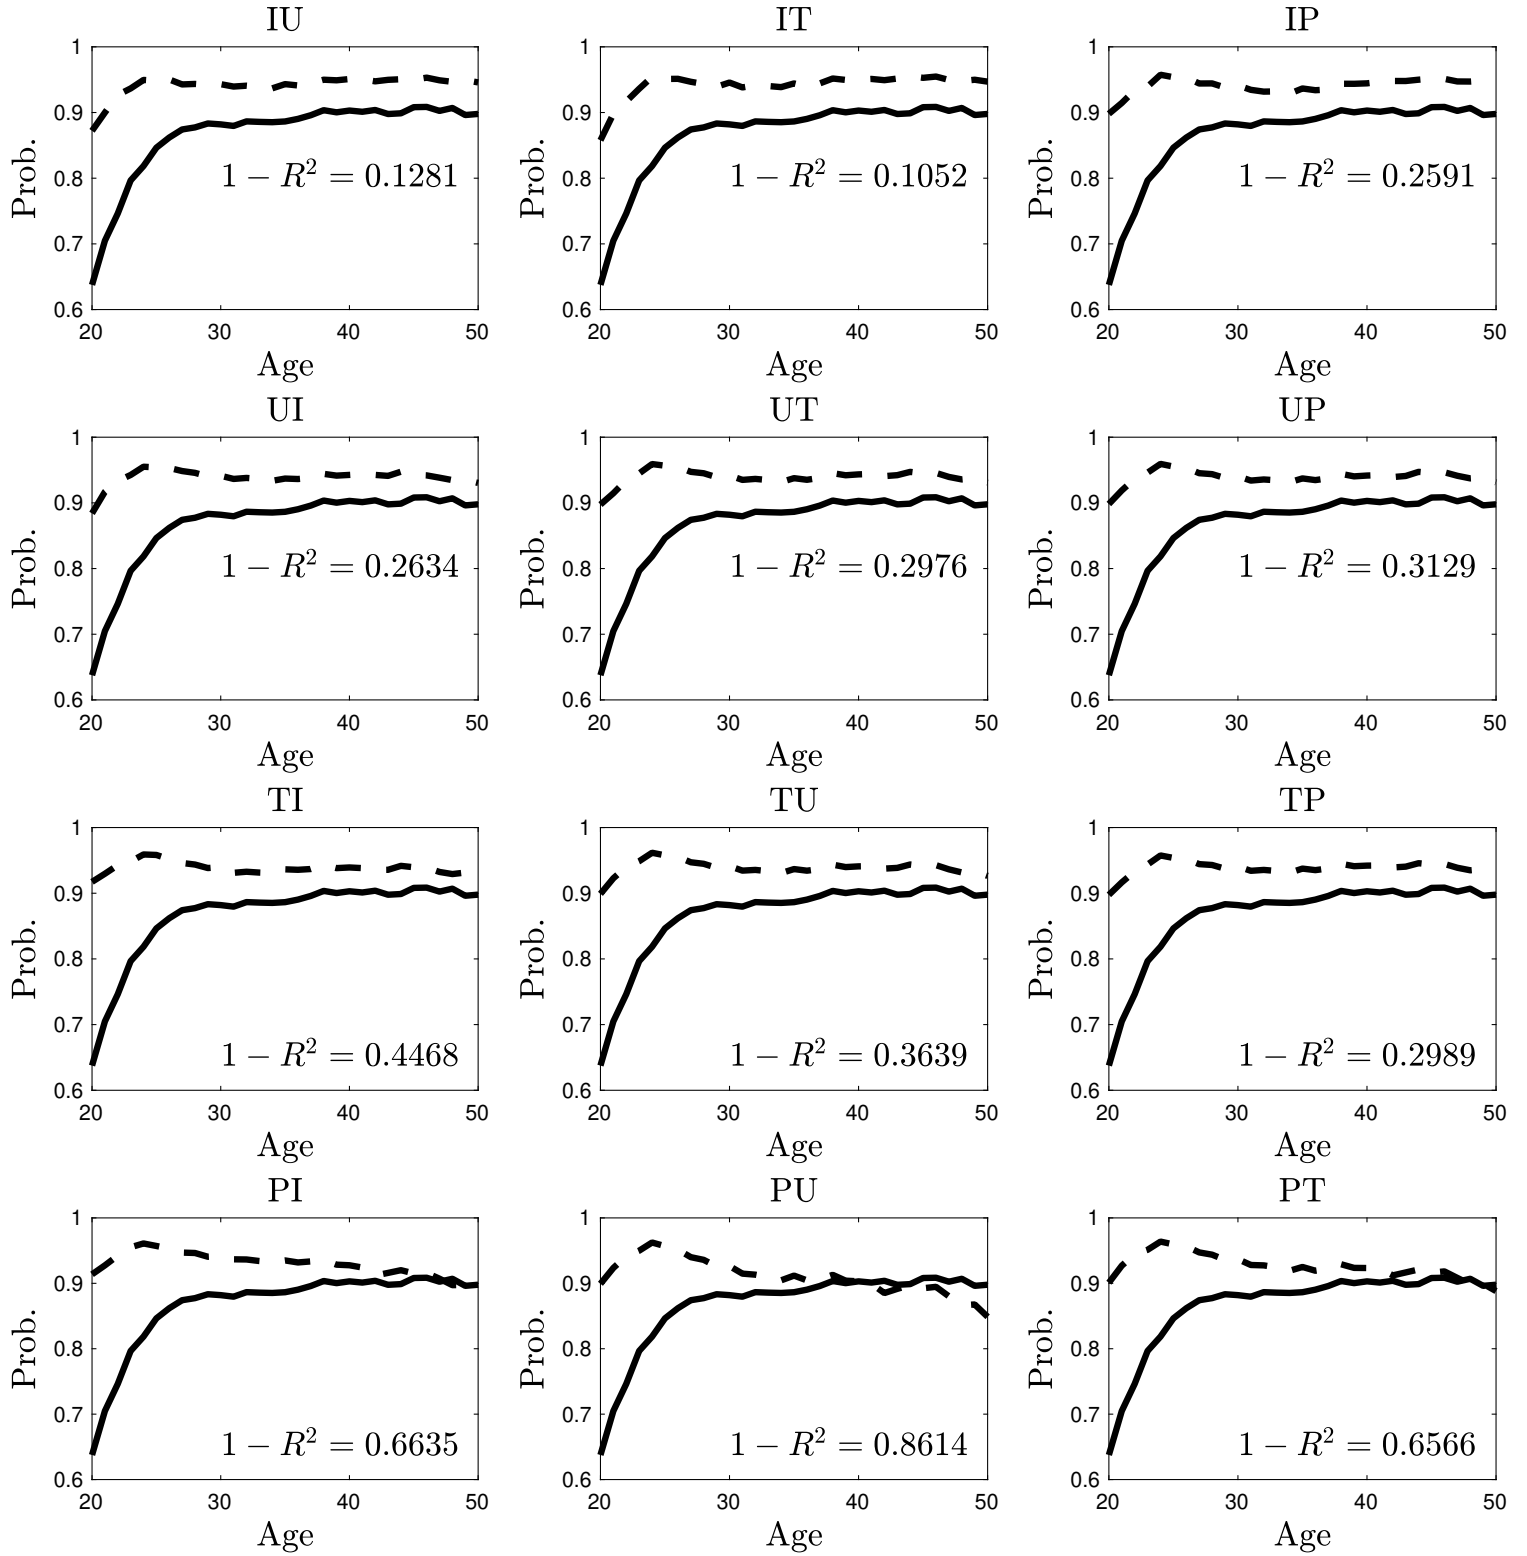 IU IT IP
1 1 1
0.9 0.9 0.9
Prob. 0.8 Prob. 0.8 Prob. 0.8
1 − R² = 0.1281 1 − R² = 0.1052 1 − R² = 0.2591
0.7 0.7 0.7
0.6 0.6 0.6
20 30 40 50 20 30 40 50 20 30 40 50
Age Age Age
UI UT UP
1 1 1
0.9 0.9 0.9
Prob. 0.8 Prob. 0.8 Prob. 0.8
1 − R² = 0.2634 1 − R² = 0.2976 1 − R² = 0.3129
0.7 0.7 0.7
0.6 0.6 0.6
20 30 40 50 20 30 40 50 20 30 40 50
Age Age Age
TI TU TP
1 1 1
0.9 0.9 0.9
Prob. 0.8 Prob. 0.8 Prob. 0.8
0.7 0.7 0.7
1 − R² = 0.4468 1 − R² = 0.3639 1 − R² = 0.2989
0.6 0.6 0.6
20 30 40 50 20 30 40 50 20 30 40 50
Age Age Age
PI PU PT
1 1 1
0.9 0.9 0.9
Prob. 0.8 Prob. 0.8 Prob. 0.8
0.7 0.7 0.7
1 − R² = 0.6635 1 − R² = 0.8614 1 − R² = 0.6566
0.6 0.6 0.6
20 30 40 50 20 30 40 50 20 30 40 50
Age Age Age